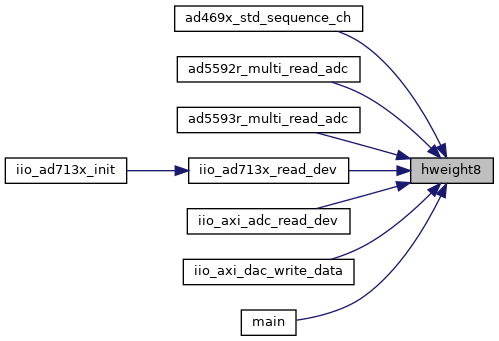 ad469x_std_sequence_ch
ad5592r_multi_read_adc
ad5593r_multi_read_adc
iio_ad713x_init
iio_ad713x_read_dev
hweight8
iio_axi_adc_read_dev
iio_axi_dac_write_data
main